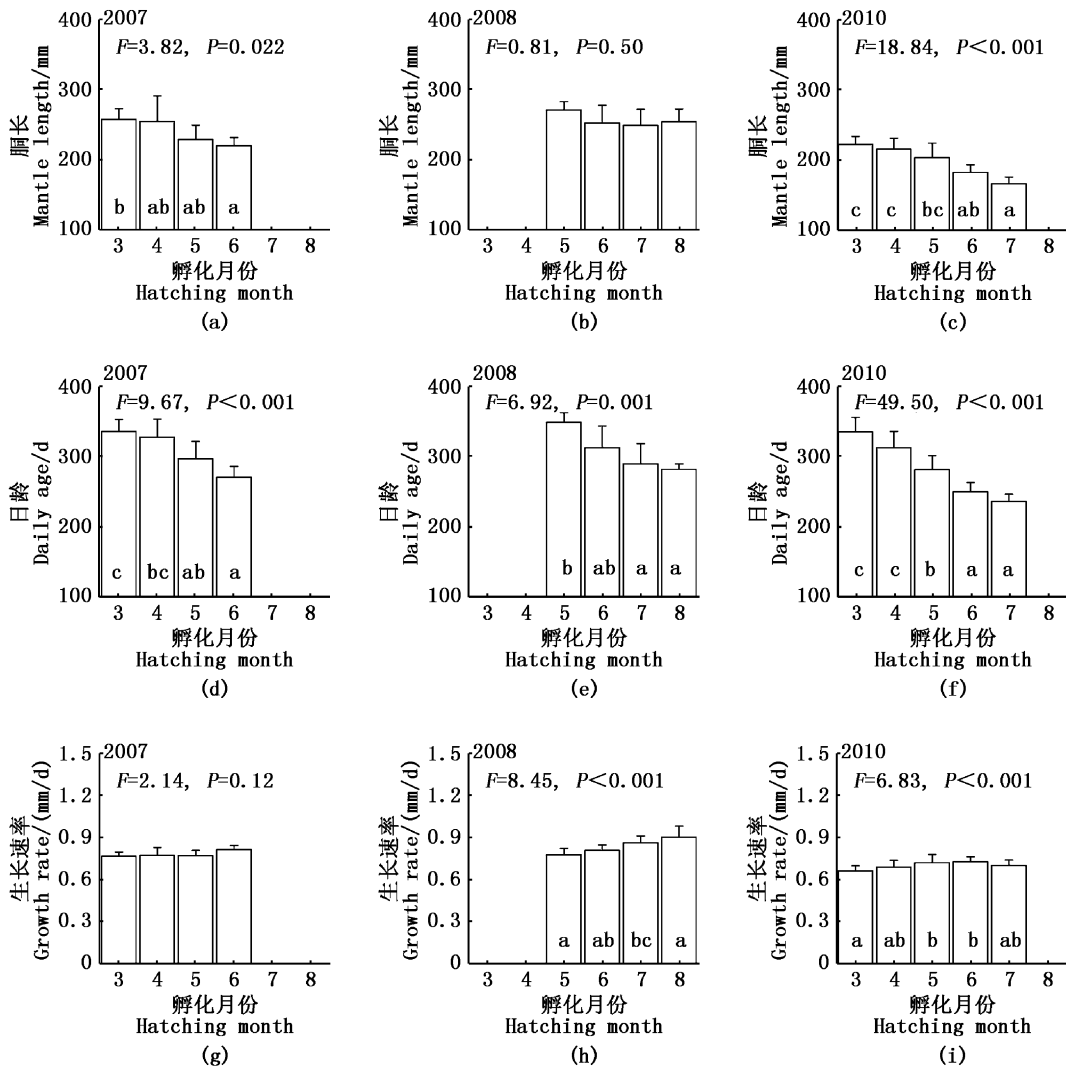 2007
F=3.82, P=0.022
胴长
Mantle length/mm
400
300
200
100
b ab ab a
3 4 5 6 7 8
孵化月份
Hatching month
(a)
2008
F=0.81, P=0.50
胴长
Mantle length/mm
400
300
200
100
3 4 5 6 7 8
孵化月份
Hatching month
(b)
2010
F=18.84, P<0.001
胴长
Mantle length/mm
400
300
200
100
c c bc ab a
3 4 5 6 7 8
孵化月份
Hatching month
(c)
2007
F=9.67, P<0.001
日龄
Daily age/d
400
300
200
100
c bc ab a
3 4 5 6 7 8
孵化月份
Hatching month
(d)
2008
F=6.92, P=0.001
日龄
Daily age/d
400
300
200
100
b ab a a
3 4 5 6 7 8
孵化月份
Hatching month
(e)
2010
F=49.50, P<0.001
日龄
Daily age/d
400
300
200
100
c c b a a
3 4 5 6 7 8
孵化月份
Hatching month
(f)
2007
F=2.14, P=0.12
生长速率
Growth rate/(mm/d)
1.5
1.2
0.9
0.6
0.3
0
3 4 5 6 7 8
孵化月份
Hatching month
(g)
2008
F=8.45, P<0.001
生长速率
Growth rate/(mm/d)
1.5
1.2
0.9
0.6
0.3
0
a ab bc a
3 4 5 6 7 8
孵化月份
Hatching month
(h)
2010
F=6.83, P<0.001
生长速率
Growth rate/(mm/d)
1.5
1.2
0.9
0.6
0.3
0
a ab b b ab
3 4 5 6 7 8
孵化月份
Hatching month
(i)